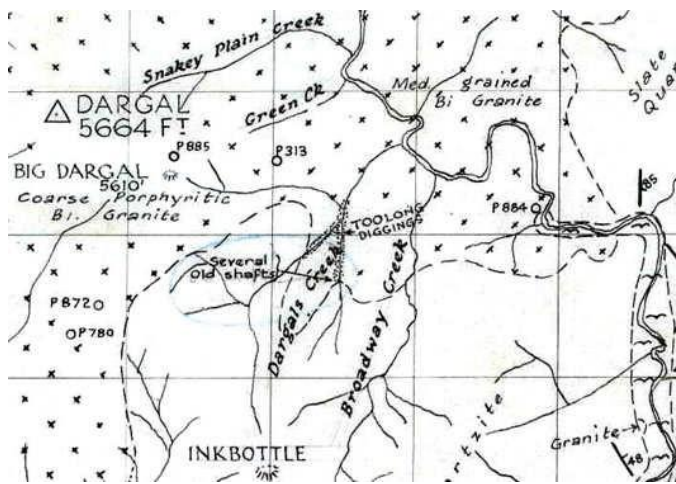 Snakey Plain Creek
Med. grained
Bi Granite
Slate
Quar
DARGAL
5664 FT
Green Ck
P885
P313
BIG DARGAL
5610'
Coarse Porphyritic
Bi. Granite
TOOLONG
DIGGINGS
P884
85
Several
Old shafts
Dargals Creek
Broadway Creek
P872
P789
rtzite
Granite
INKBOTTLE
48